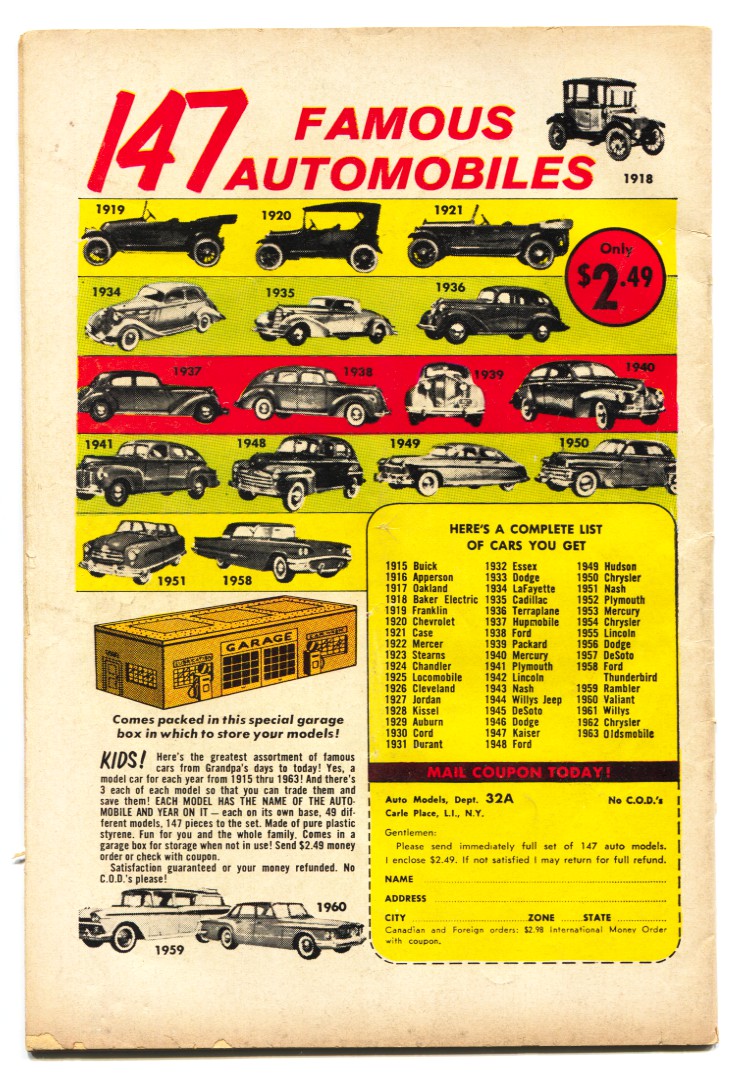 147 FAMOUS
AUTOMOBILES
1918
1919
1920
1921
Only
$2.49
1934
1935
1936
1937
1938
1939
1940
1941
1948
1949
1950
1951
1958
GARAGE
LUBRICATION
Comes packed in this special garage
box in which to store your models!
KIDS! Here's the greatest assortment of famous
cars from Grandpa's days to today! Yes, a
model car for each year from 1915 thru 1963! And there's
3 each of each model so that you can trade them and
save them! EACH MODEL HAS THE NAME OF THE AUTO-
MOBILE AND YEAR ON IT — each on its own base, 49 dif-
ferent models, 147 pieces to the set. Made of pure plastic
styrene. Fun for you and the whole family. Comes in a
garage box for storage when not in use! Send $2.49 money
order or check with coupon.
Satisfaction guaranteed or your money refunded. No
C.O.D.'s please!
1959
1960
HERE'S A COMPLETE LIST
OF CARS YOU GET
1915 Buick
1916 Apperson
1917 Oakland
1918 Baker Electric
1919 Franklin
1920 Chevrolet
1921 Case
1922 Mercer
1923 Stearns
1924 Chandler
1925 Locomobile
1926 Cleveland
1927 Jordan
1928 Kissel
1929 Auburn
1930 Cord
1931 Durant
1932 Essex
1933 Dodge
1934 LaFayette
1935 Cadillac
1936 Terraplane
1937 Hupmobile
1938 Ford
1939 Packard
1940 Mercury
1941 Plymouth
1942 Lincoln
1943 Nash
1944 Willys Jeep
1945 DeSoto
1946 Dodge
1947 Kaiser
1948 Ford
1949 Hudson
1950 Chrysler
1951 Nash
1952 Plymouth
1953 Mercury
1954 Chrysler
1955 Lincoln
1956 Dodge
1957 DeSoto
1958 Ford
Thunderbird
1959 Rambler
1960 Valiant
1961 Willys
1962 Chrysler
1963 Oldsmobile
MAIL COUPON TODAY!
Auto Models, Dept. 32A No C.O.D.'s
Carle Place, L.I., N.Y.
Gentlemen:
Please send immediately full set of 147 auto models.
I enclose $2.49. If not satisfied I may return for full refund.
NAME
ADDRESS
CITY ZONE STATE
Canadian and Foreign orders: $2.98 International Money Order
with coupon.